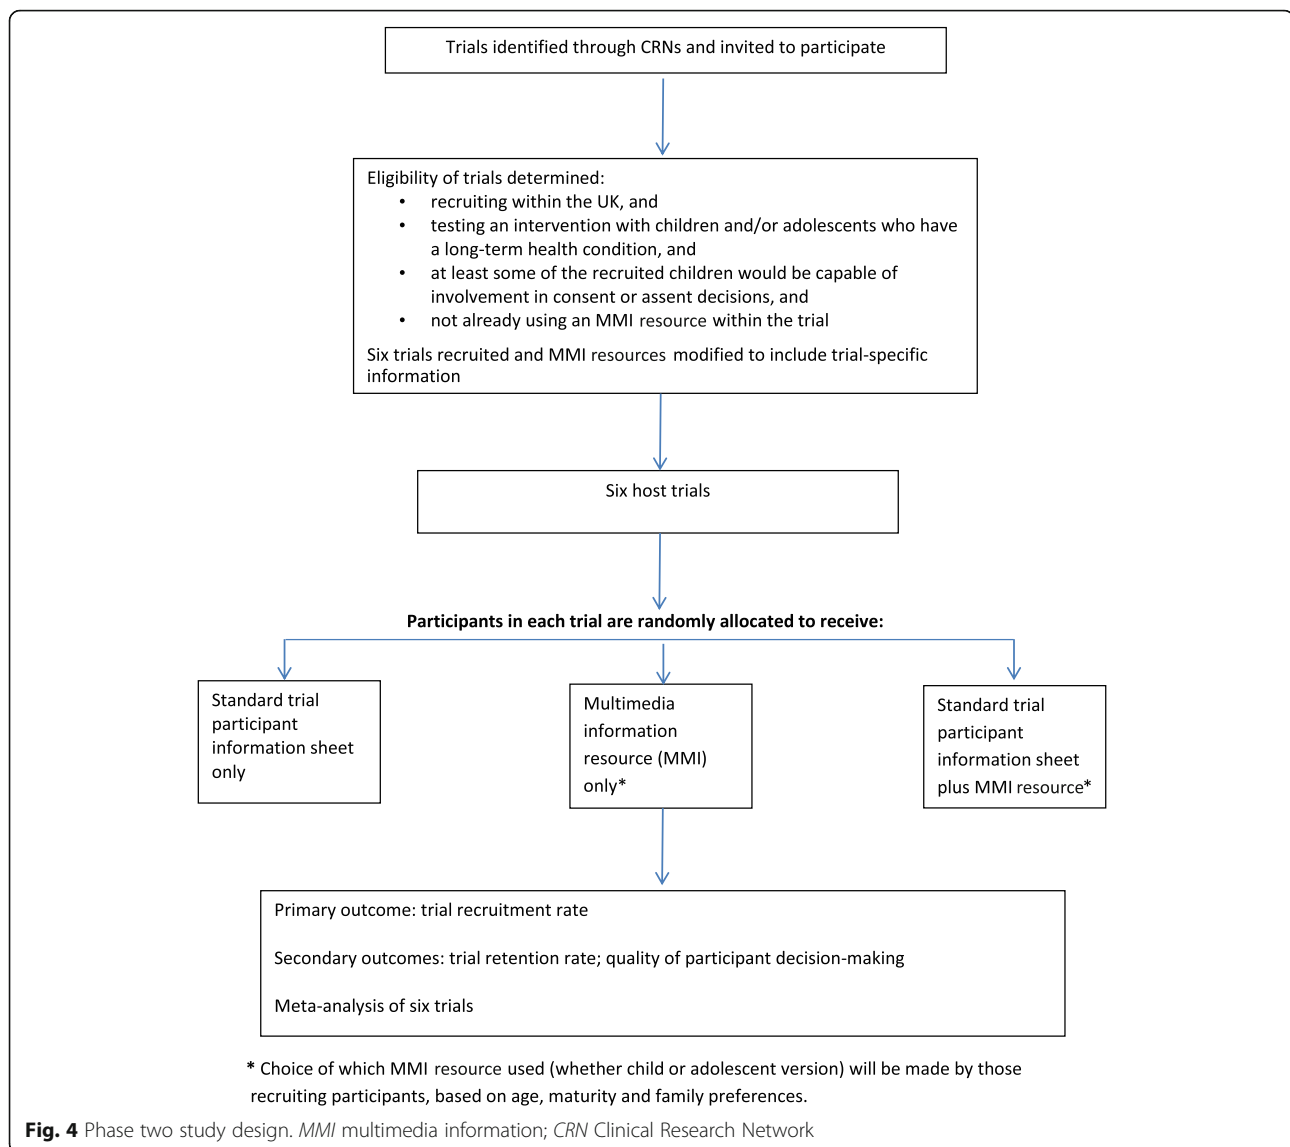 Trials identified through CRNs and invited to participate
Eligibility of trials determined:
• recruiting within the UK, and
• testing an intervention with children and/or adolescents who have
a long-term health condition, and
• at least some of the recruited children would be capable of
involvement in consent or assent decisions, and
• not already using an MMI resource within the trial
Six trials recruited and MMI resources modified to include trial-specific
information
Six host trials
Participants in each trial are randomly allocated to receive:
Standard trial
participant
information sheet
only
Multimedia
information
resource (MMI)
only*
Standard trial
participant
information sheet
plus MMI resource*
Primary outcome: trial recruitment rate
Secondary outcomes: trial retention rate; quality of participant decision-making
Meta-analysis of six trials
* Choice of which MMI resource used (whether child or adolescent version) will be made by those
recruiting participants, based on age, maturity and family preferences.
Fig. 4 Phase two study design. MMI multimedia information; CRN Clinical Research Network